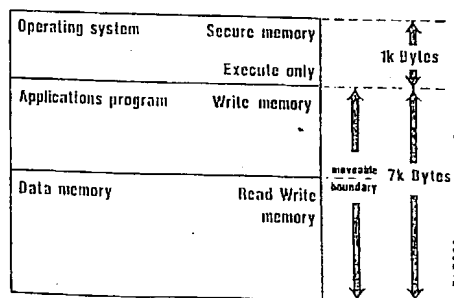 Operating system Secure memory
1k Bytes
Execute only
Applications program Write memory
moveable
boundary
7k Bytes
Data memory Read Write
memory